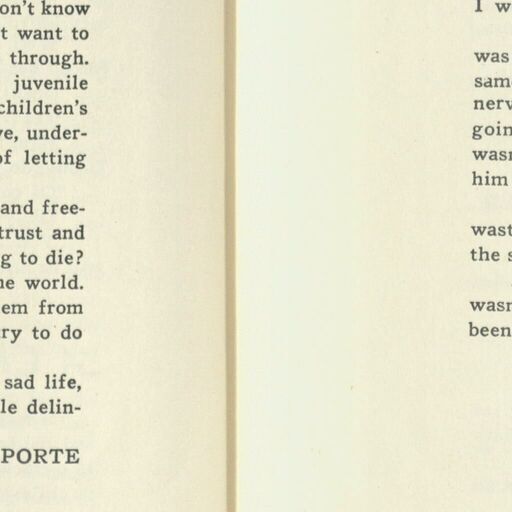 on't know
t want to
through.
juvenile
children's
ve, under-
of letting
and free-
trust and
g to die?
he world.
em from
ry to do
sad life,
le delin-
PORTE
I w
was
sam
nerv
goin
wasn
him
wast
the s
wasn
been